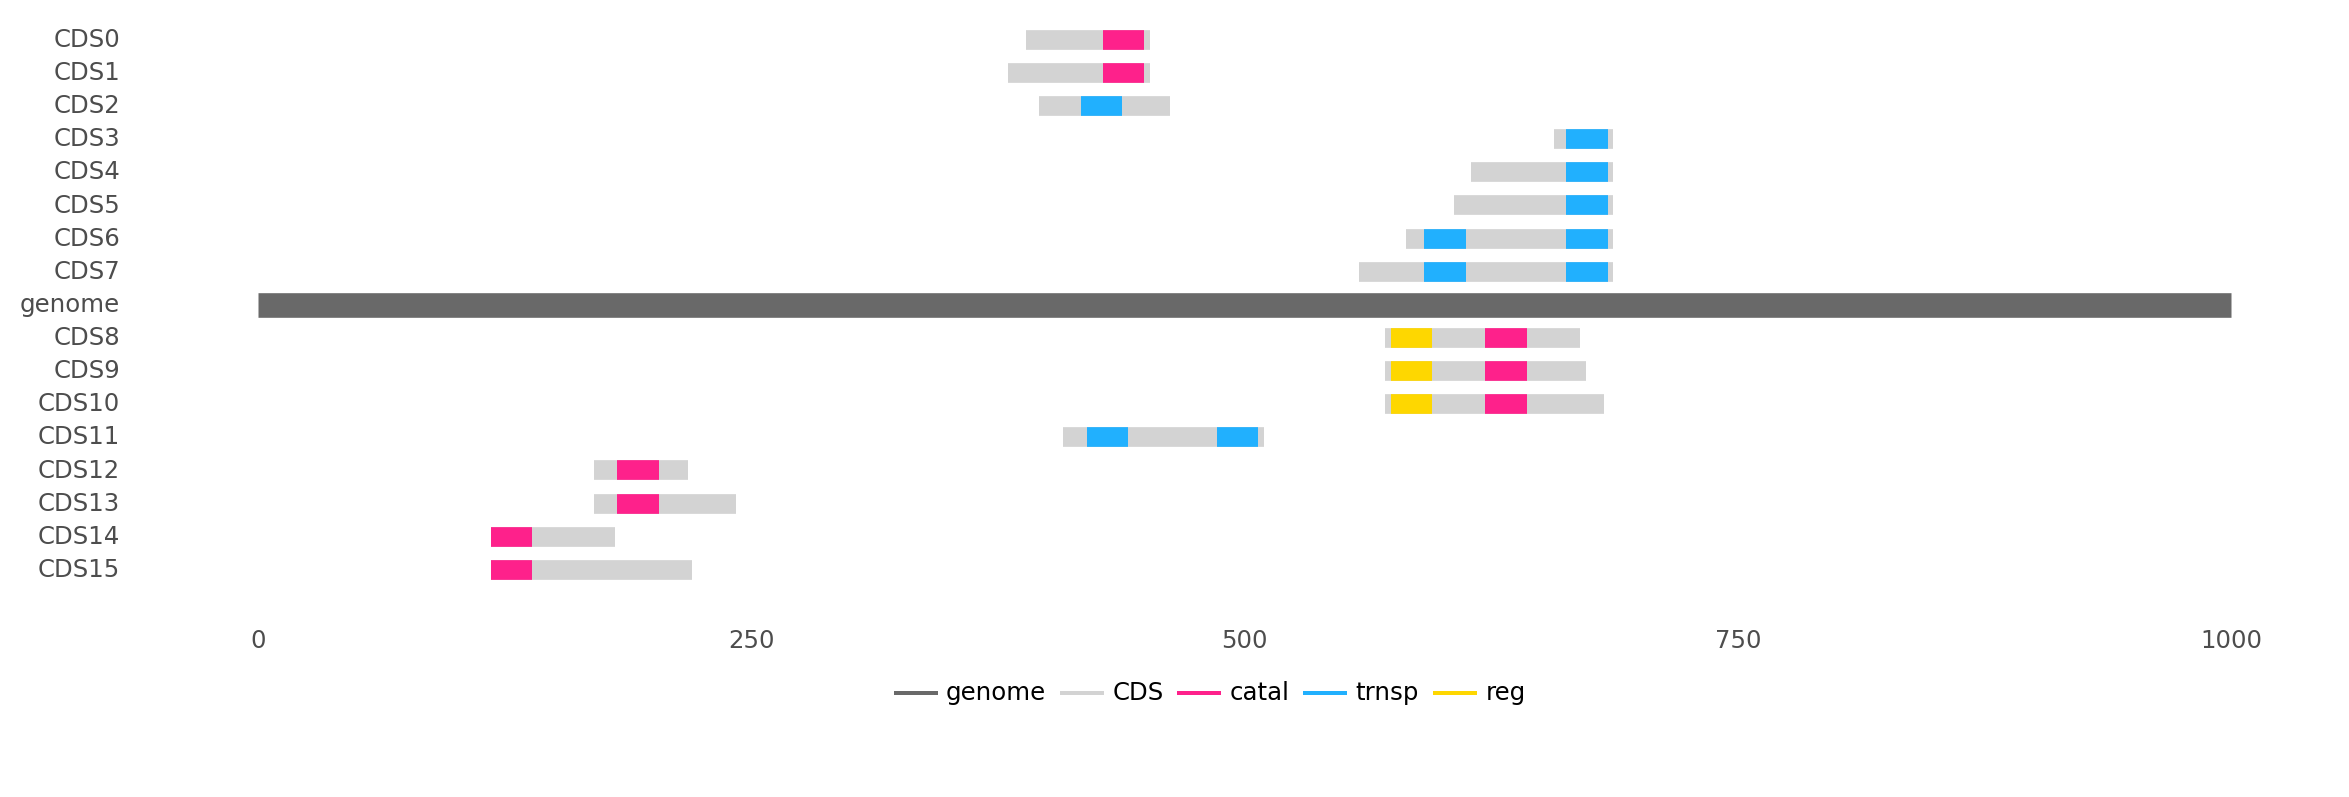 CDS0
CDS1
CDS2
CDS3
CDS4
CDS5
CDS6
CDS7
genome
CDS8
CDS9
CDS10
CDS11
CDS12
CDS13
CDS14
CDS15
0 250 500 750 1000
genome CDS catal trnsp reg